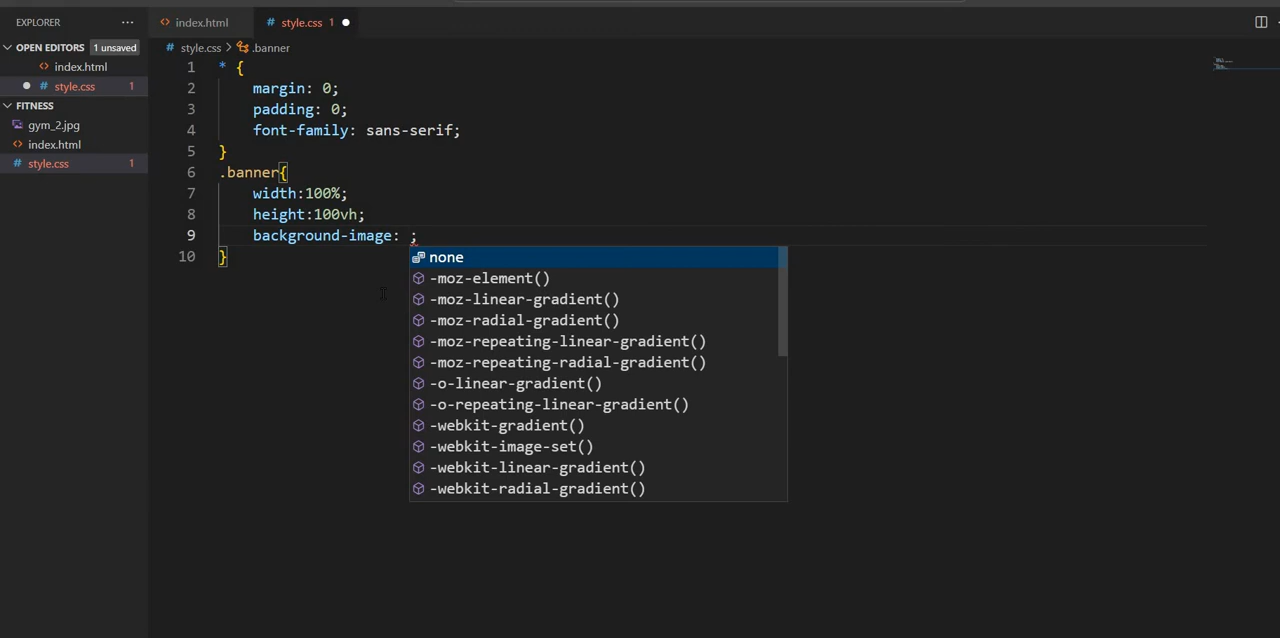 EXPLORER ...
index.html
# style.css 1
OPEN EDITORS 1 unsaved
# style.css > .banner
index.html
# style.css 1
FITNESS
gym_2.jpg
index.html
# style.css 1
1 * {
2 margin: 0;
3 padding: 0;
4 font-family: sans-serif;
5 }
6 .banner{
7 width:100%;
8 height:100vh;
9 background-image: ;
10 }
none
-moz-element()
-moz-linear-gradient()
-moz-radial-gradient()
-moz-repeating-linear-gradient()
-moz-repeating-radial-gradient()
-o-linear-gradient()
-o-repeating-linear-gradient()
-webkit-gradient()
-webkit-image-set()
-webkit-linear-gradient()
-webkit-radial-gradient()